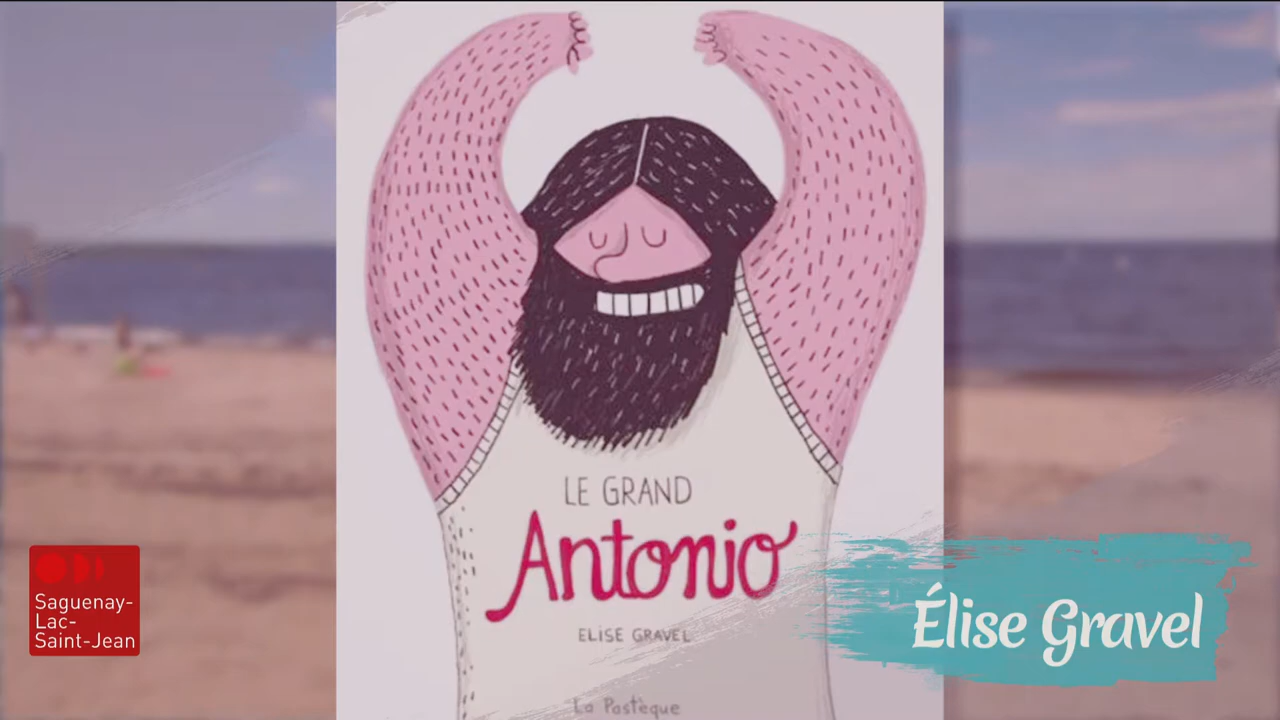 LE GRAND
Antonio
ELISE GRAVEL
La Pastèque
Élise Gravel
Saguenay-
Lac-
Saint-Jean